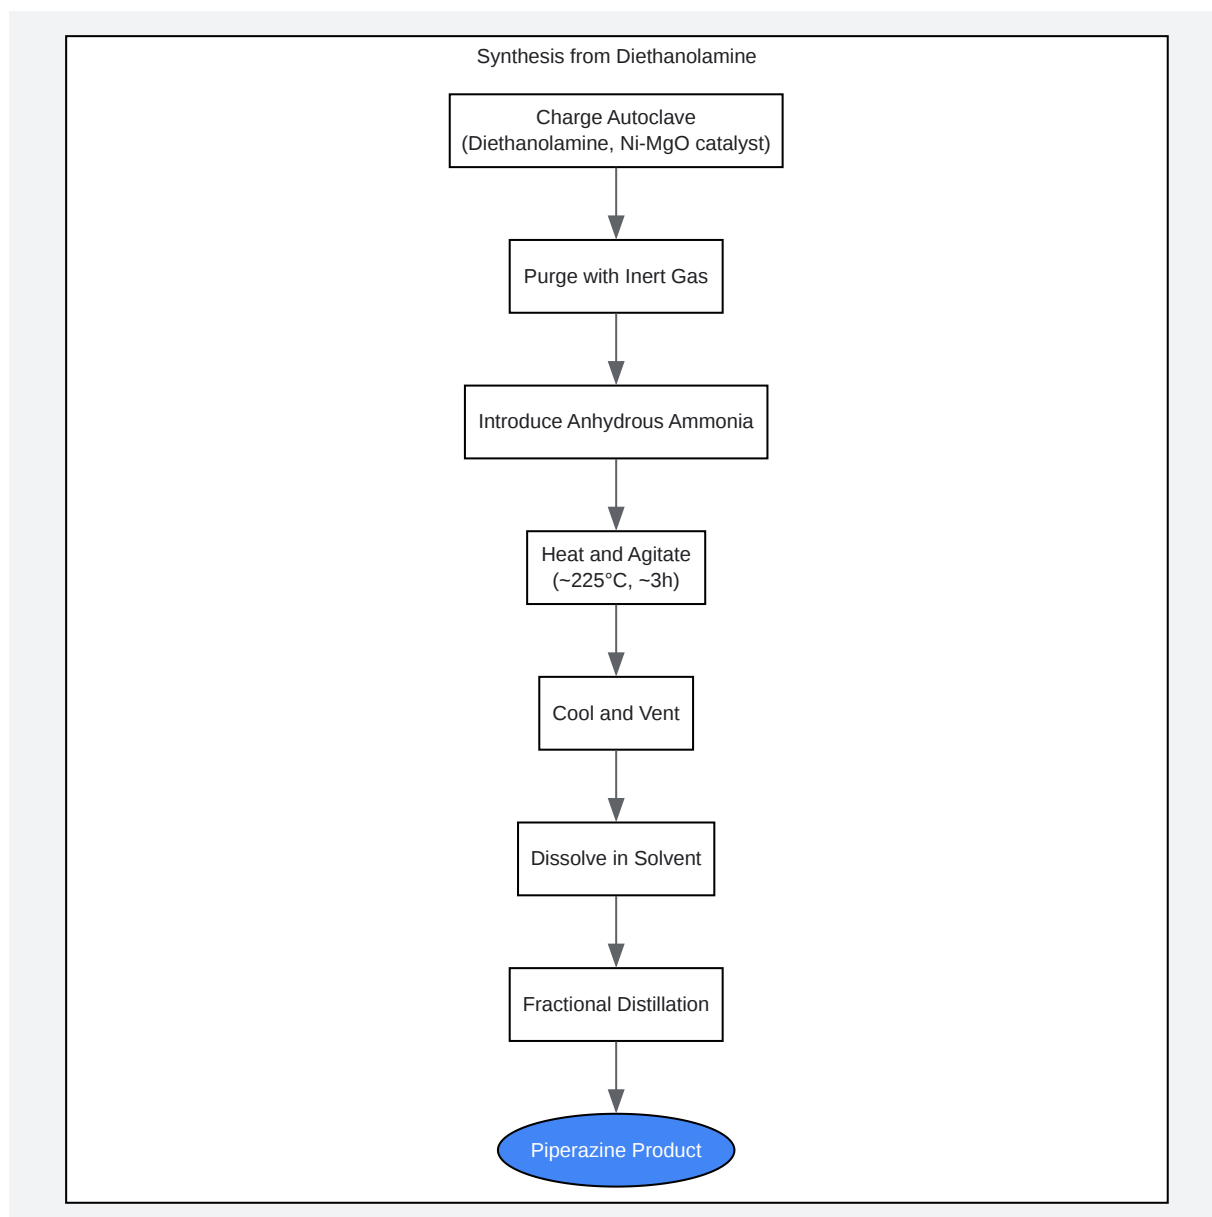 Synthesis from Diethanolamine
Charge Autoclave
(Diethanolamine, Ni-MgO catalyst)
Purge with Inert Gas
Introduce Anhydrous Ammonia
Heat and Agitate
(~225°C, ~3h)
Cool and Vent
Dissolve in Solvent
Fractional Distillation
Piperazine Product